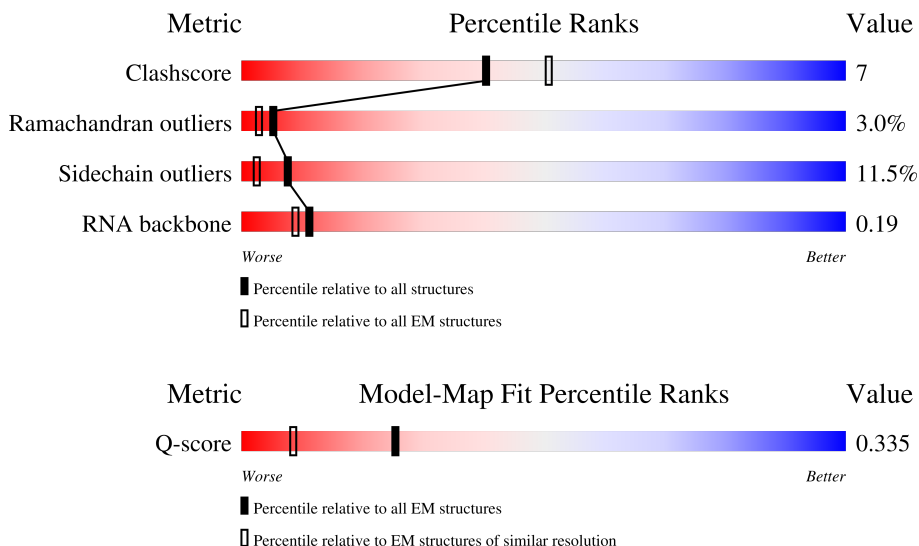 Metric Percentile Ranks Value
Clashscore 7
Ramachandran outliers 3.0%
Sidechain outliers 11.5%
RNA backbone 0.19
Worse Better
Percentile relative to all structures
Percentile relative to all EM structures
Metric Model-Map Fit Percentile Ranks Value
Q-score 0.335
Worse Better
Percentile relative to all EM structures
Percentile relative to EM structures of similar resolution